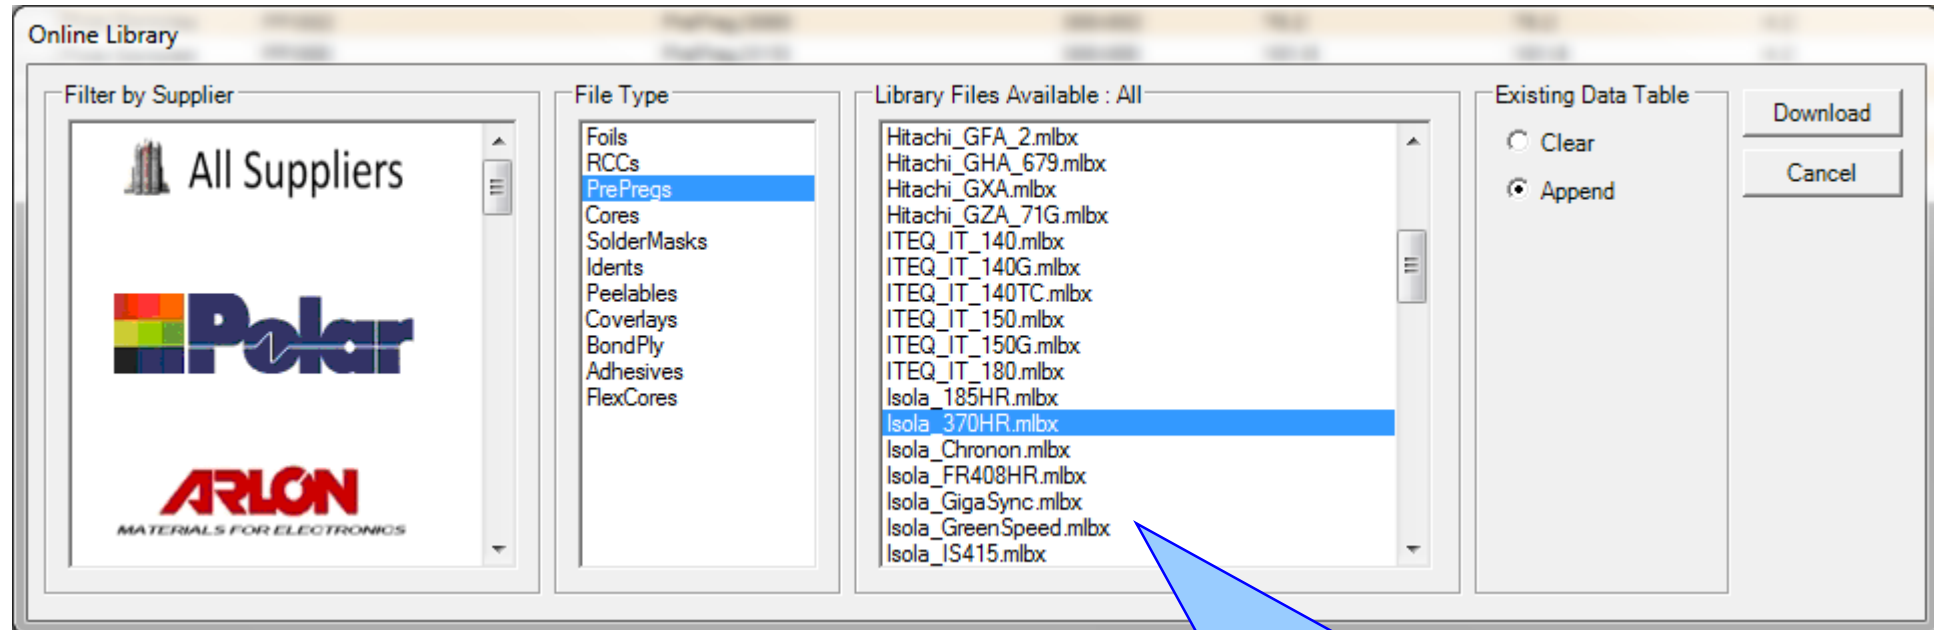 Online Library
Filter by Supplier
All Suppliers
Polar
ARLON
MATERIALS FOR ELECTRONICS
File Type
Foils
RCCs
PrePregs
Cores
SolderMasks
Idents
Peelables
Coverlays
BondPly
Adhesives
FlexCores
Library Files Available : All
Hitachi_GFA_2.mlbx
Hitachi_GHA_679.mlbx
Hitachi_GXA.mlbx
Hitachi_GZA_71G.mlbx
ITEQ_IT_140.mlbx
ITEQ_IT_140G.mlbx
ITEQ_IT_140TC.mlbx
ITEQ_IT_150.mlbx
ITEQ_IT_150G.mlbx
ITEQ_IT_180.mlbx
Isola_185HR.mlbx
Isola_370HR.mlbx
Isola_Chronon.mlbx
Isola_FR408HR.mlbx
Isola_GigaSync.mlbx
Isola_GreenSpeed.mlbx
Isola_IS415.mlbx
Existing Data Table
Clear
Append
Download
Cancel